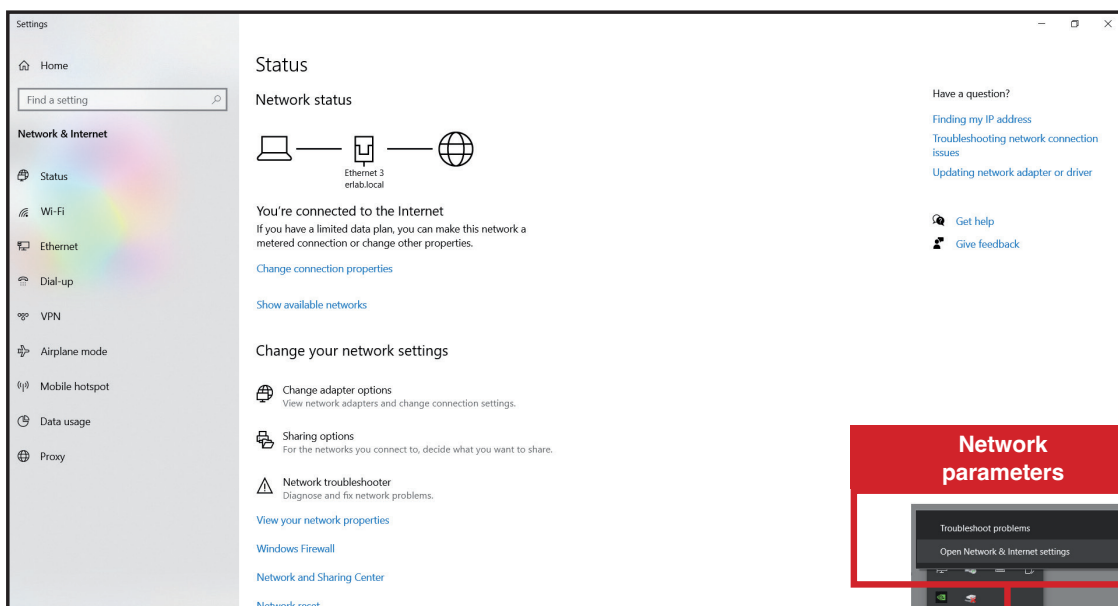 Settings
Home
Find a setting
Network & Internet
Status
Wi-Fi
Ethernet
Dial-up
VPN
Airplane mode
Mobile hotspot
Data usage
Proxy
Status
Network status
Ethernet 3
erlab.local
You're connected to the Internet
If you have a limited data plan, you can make this network a
metered connection or change other properties.
Change connection properties
Show available networks
Change your network settings
Change adapter options
View network adapters and change connection settings.
Sharing options
For the networks you connect to, decide what you want to share.
Network troubleshooter
Diagnose and fix network problems.
View your network properties
Windows Firewall
Network and Sharing Center
Network reset
Have a question?
Finding my IP address
Troubleshooting network connection
issues
Updating network adapter or driver
Get help
Give feedback
Network
parameters
Troubleshoot problems
Open Network & Internet settings